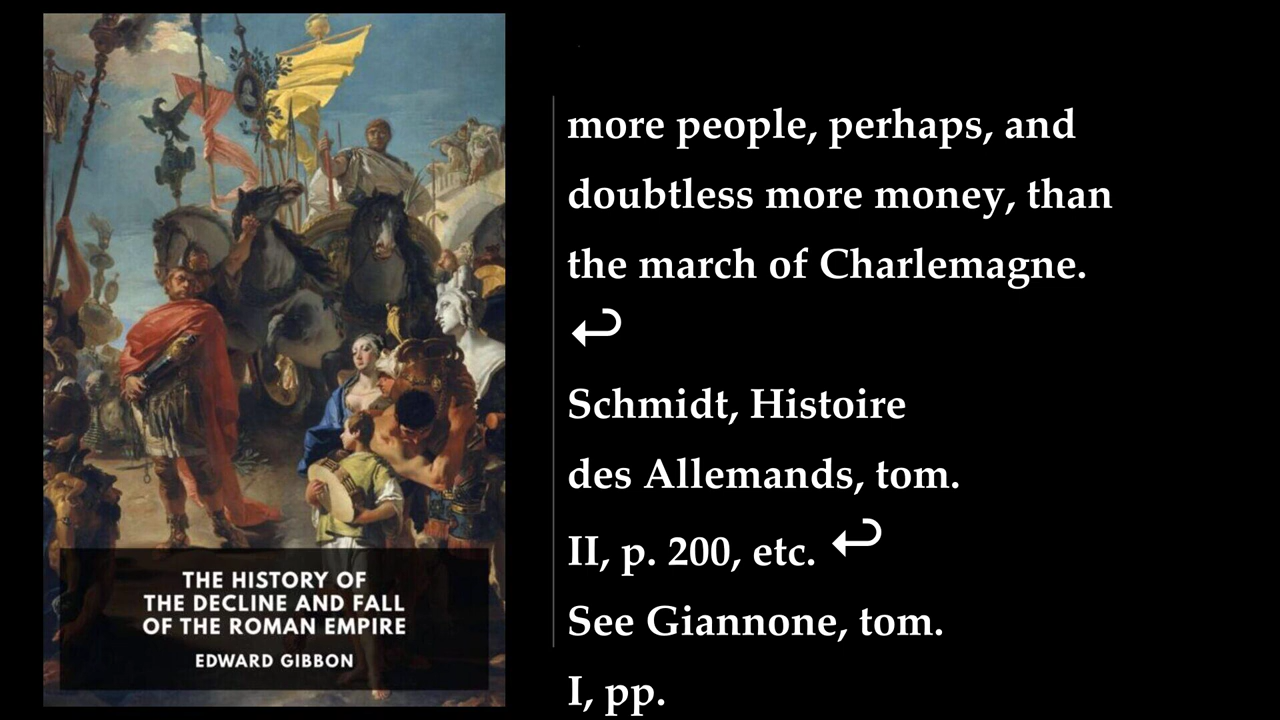 THE HISTORY OF
THE DECLINE AND FALL
OF THE ROMAN EMPIRE
EDWARD GIBBON
more people, perhaps, and
doubtless more money, than
the march of Charlemagne.
↩
Schmidt, Histoire
des Allemands, tom.
II, p. 200, etc. ↩
See Giannone, tom.
I, pp.